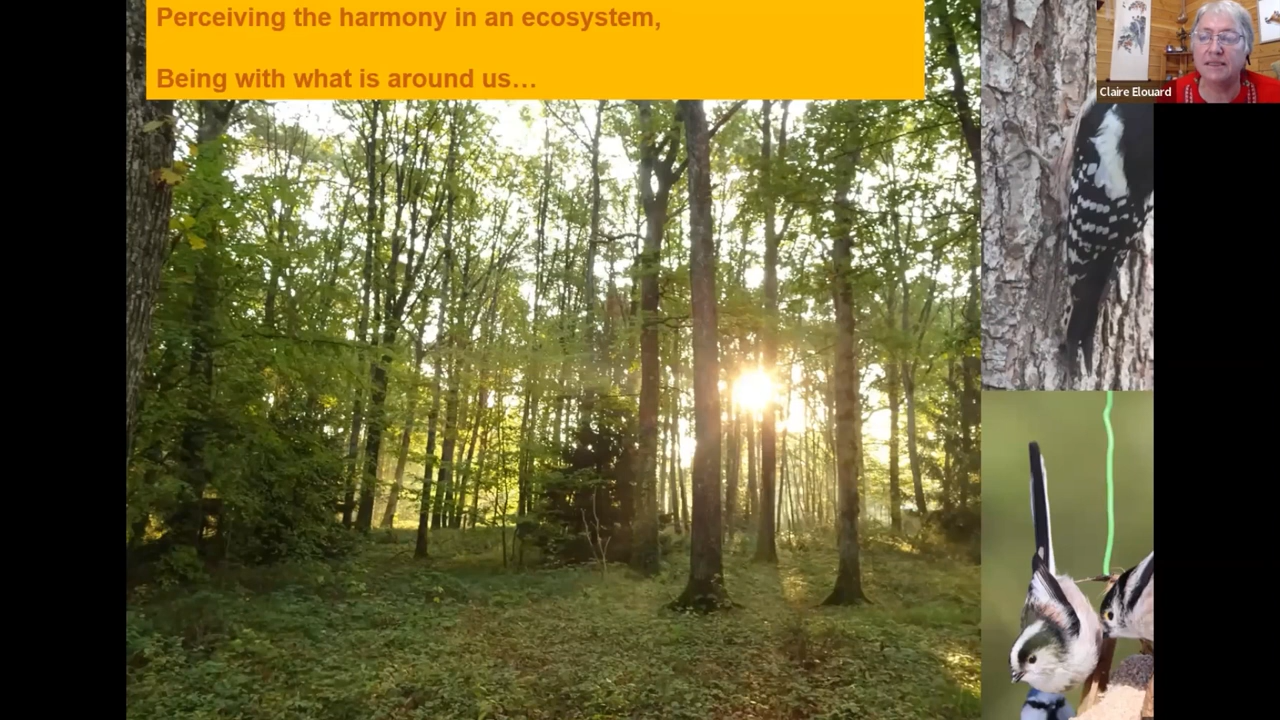 Perceiving the harmony in an ecosystem,
Being with what is around us…
Claire Elouard